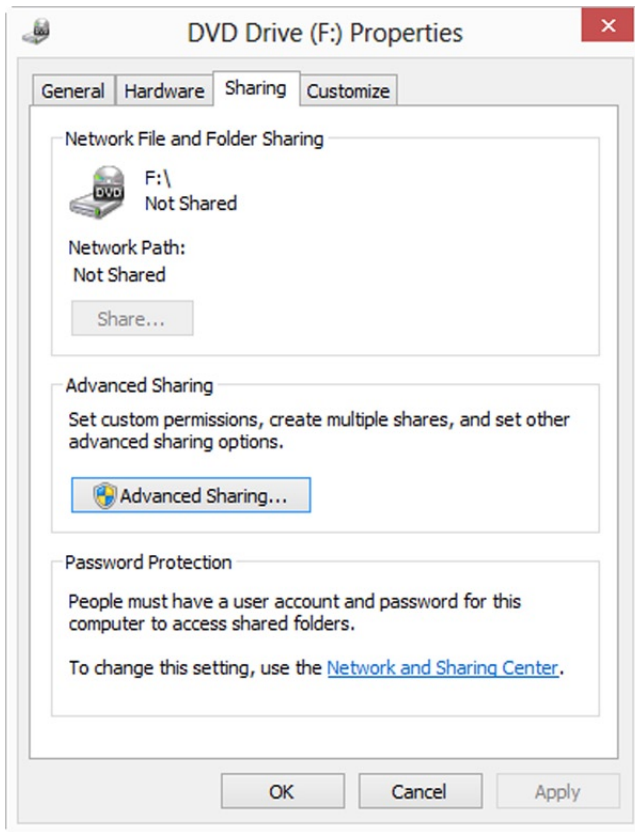 DVD Drive (F:) Properties
General
Hardware
Sharing
Customize
Network File and Folder Sharing
DVD
F:\
Not Shared
Network Path:
Not Shared
Share...
Advanced Sharing
Set custom permissions, create multiple shares, and set other
advanced sharing options.
Advanced Sharing...
Password Protection
People must have a user account and password for this
computer to access shared folders.
To change this setting, use the Network and Sharing Center.
OK
Cancel
Apply